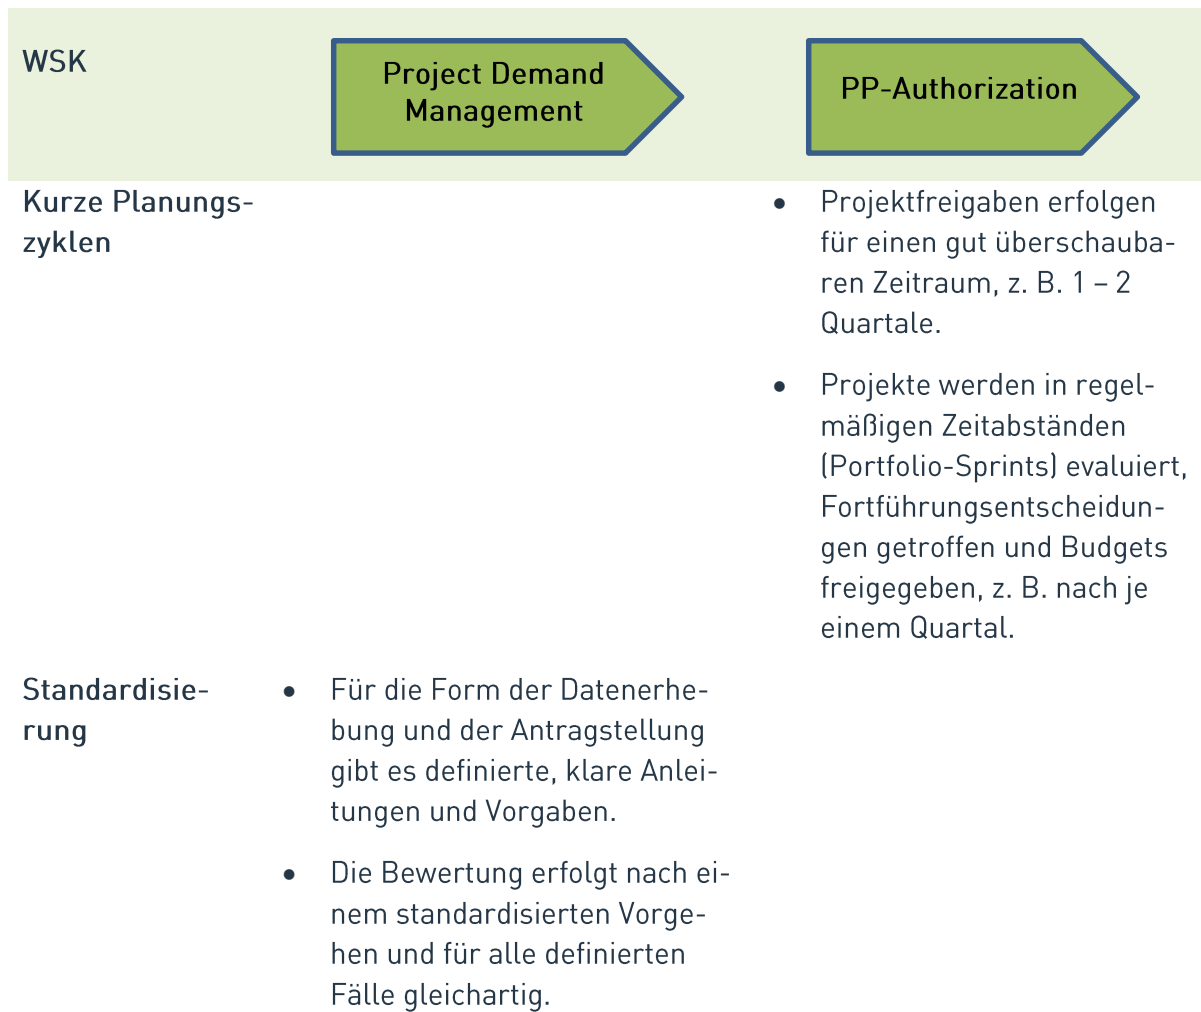 WSK
Project Demand
Management
PP-Authorization
Kurze Planungs-
zyklen
• Projektfreigaben erfolgen
für einen gut überschauba-
ren Zeitraum, z. B. 1 – 2
Quartale.
• Projekte werden in regel-
mäßigen Zeitabständen
(Portfolio-Sprints) evaluiert,
Fortführungsentscheidun-
gen getroffen und Budgets
freigegeben, z. B. nach je
einem Quartal.
Standardisie-
rung
• Für die Form der Datenerhe-
bung und der Antragstellung
gibt es definierte, klare Anlei-
tungen und Vorgaben.
• Die Bewertung erfolgt nach ei-
nem standardisierten Vorge-
hen und für alle definierten
Fälle gleichartig.